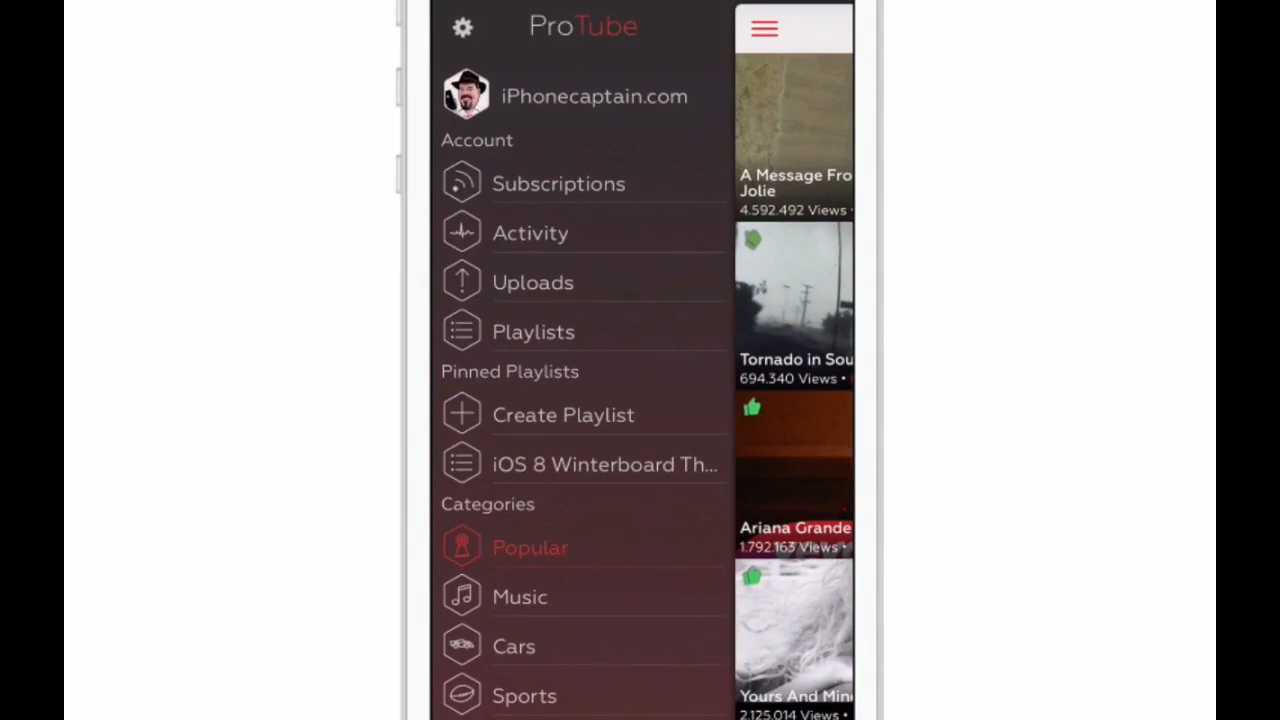 ProTube
iPhonecaptain.com
Account
Subscriptions
Activity
Uploads
Playlists
Pinned Playlists
Create Playlist
iOS 8 Winterboard Th...
Categories
Popular
Music
Cars
Sports
A Message Fro
Jolie
4.592.492 Views •
Tornado in Sou
694.340 Views •
Ariana Grande
1.792.163 Views •
Yours And Min
2.125.014 Views •